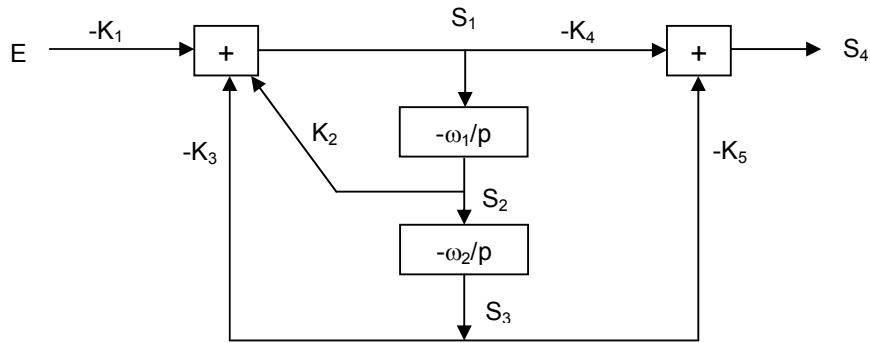 E
-K₁
+
S₁
-K₄
+
S₄
-ω₁/p
K₂
-K₃
-K₅
S₂
-ω₂/p
S₃